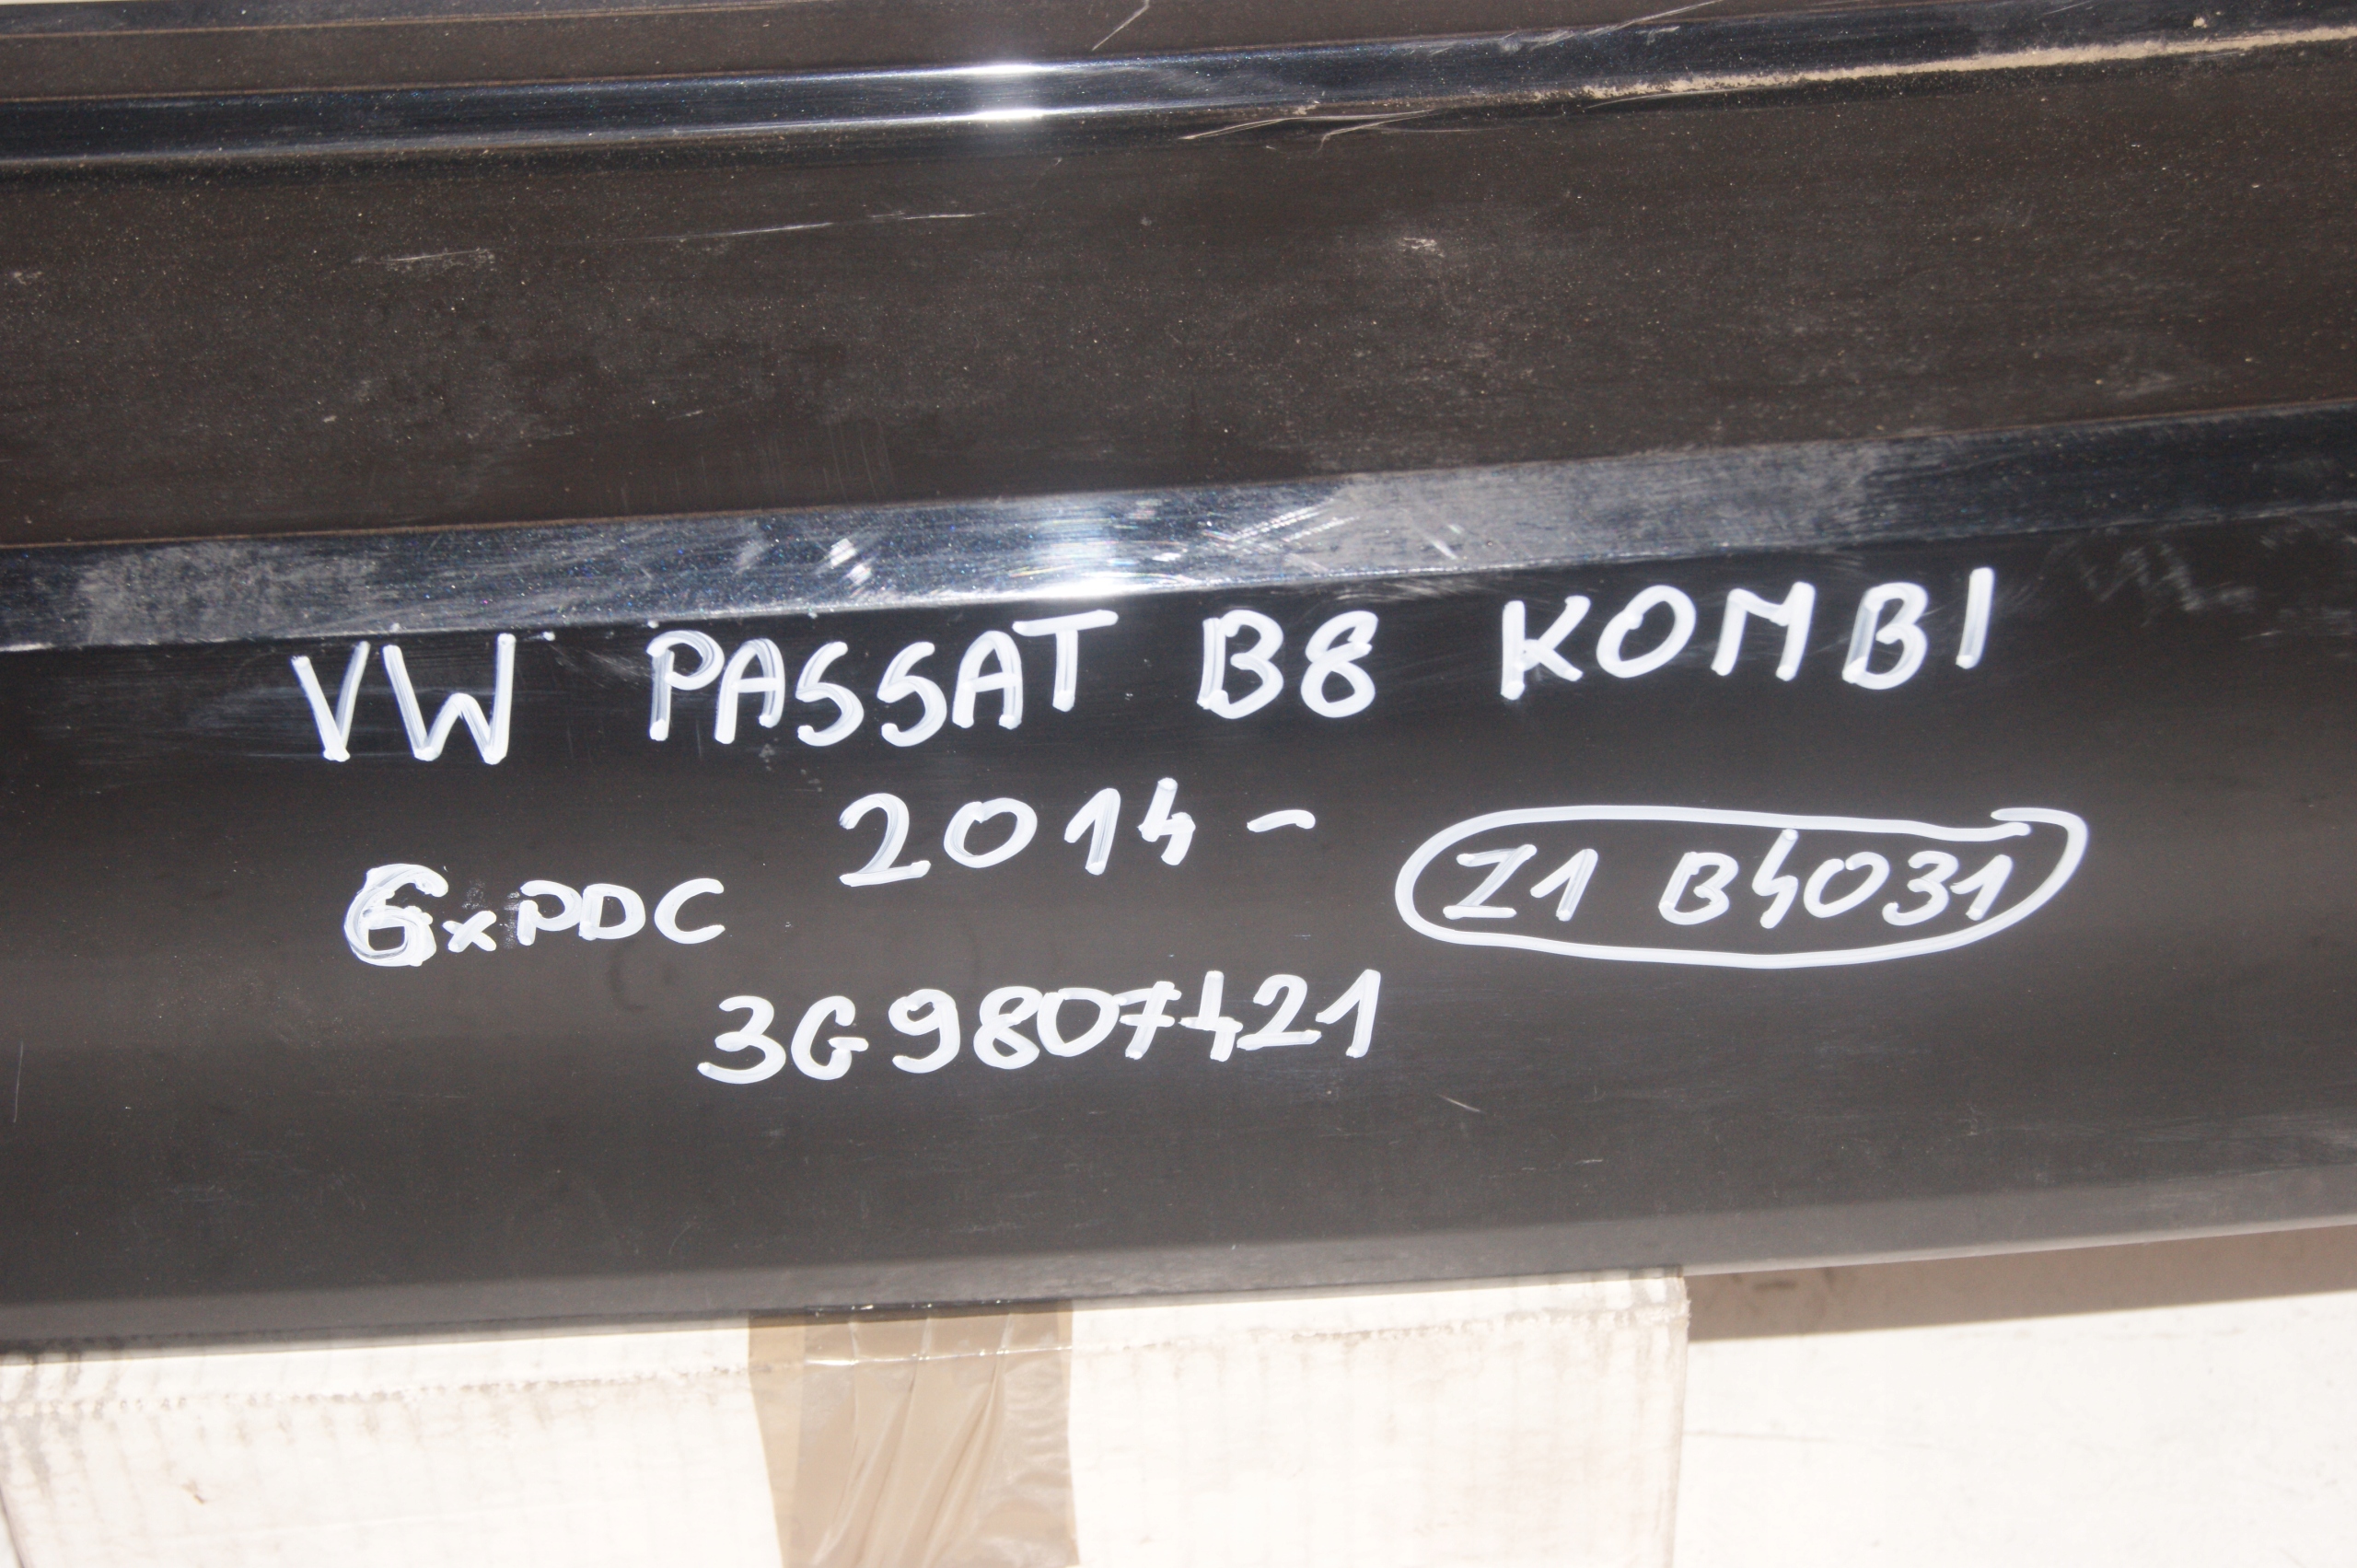 VW PASSAT B8 KOMBI
2014-
6xPDC
Z1 B4031
3G9807421